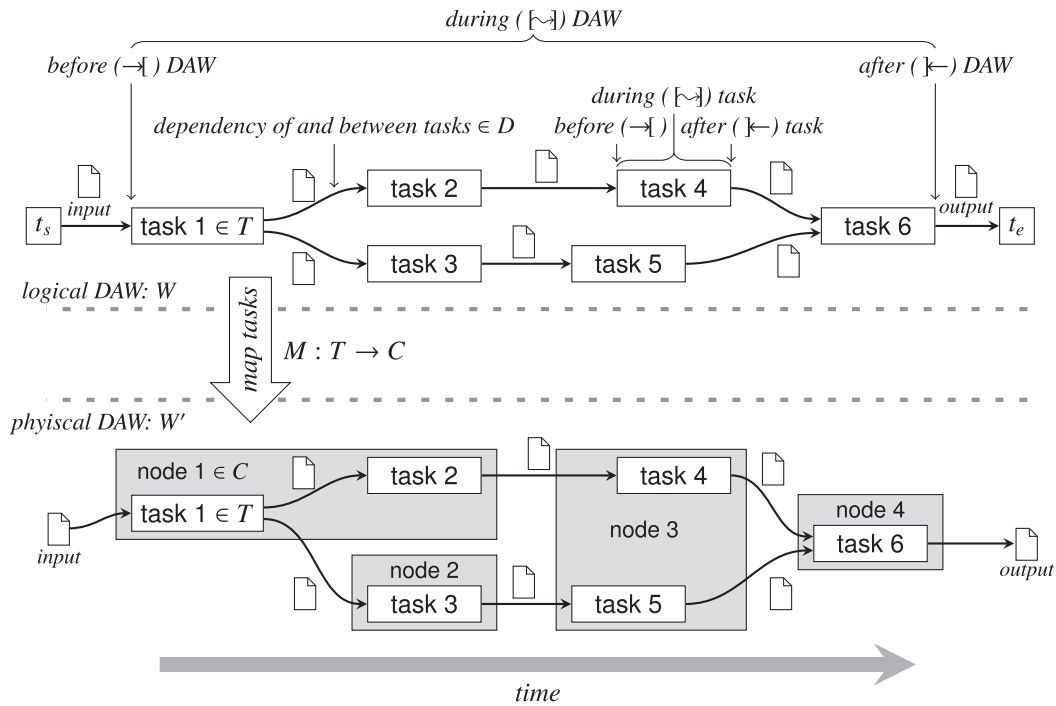 during ( [⤳] ) DAW
before (→[ ) DAW
after ( ]← ) DAW
during ( [⤳] ) task
dependency of and between tasks ∈ D
before (→[ ) after ( ]← ) task
input
task 2
task 4
output
t_s
task 1 ∈ T
task 6
t_e
task 3
task 5
logical DAW: W
map tasks
M : T → C
phyiscal DAW: W′
node 1 ∈ C
task 2
task 4
task 1 ∈ T
node 3
node 4
task 6
input
output
node 2
task 3
task 5
time